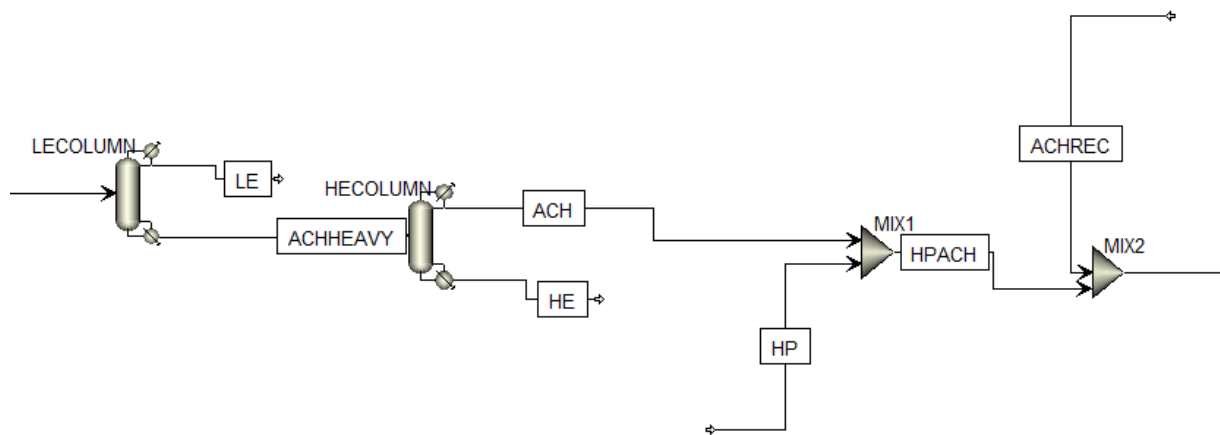 LECOLUMN
LE
ACHHEAVY
HECOLUMN
ACH
HE
HP
MIX1
HPACH
ACHREC
MIX2